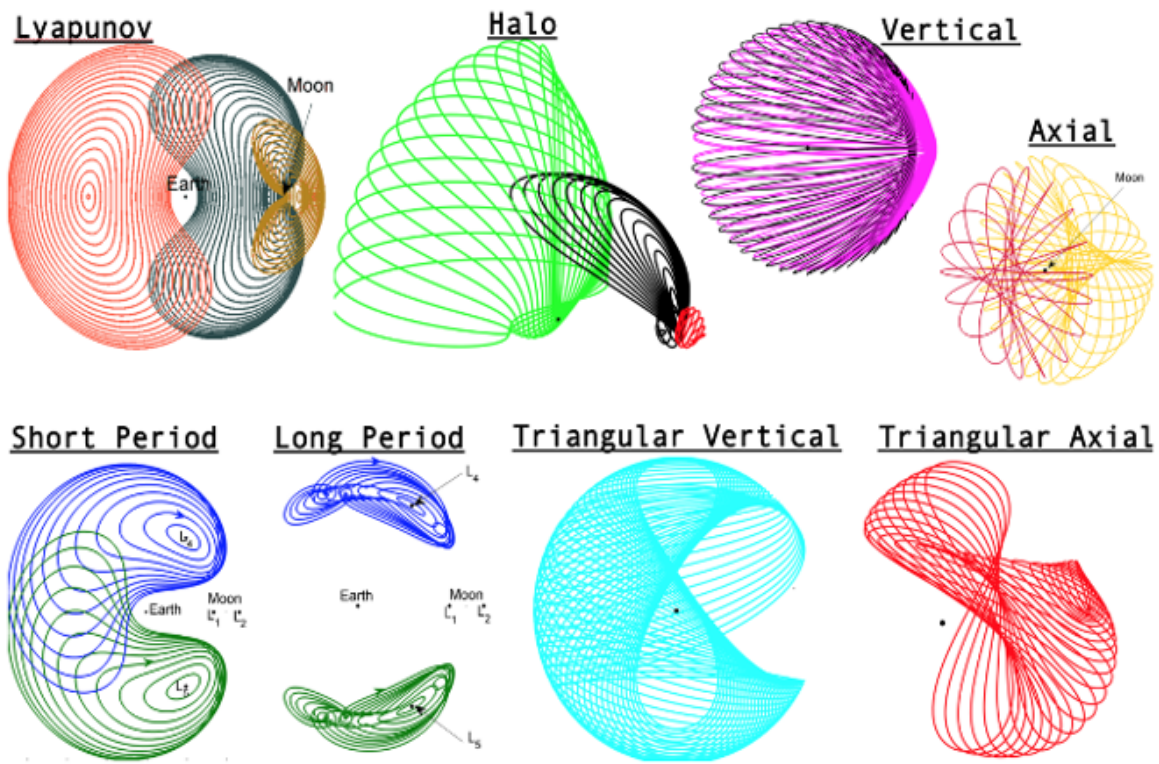 Lyapunov
Moon
Earth
Halo
Vertical
Axial
Moon
Short Period
L4
Earth
Moon
L1 L2
Long Period
L4
Earth
Moon
L1 L2
L5
Triangular Vertical
Triangular Axial